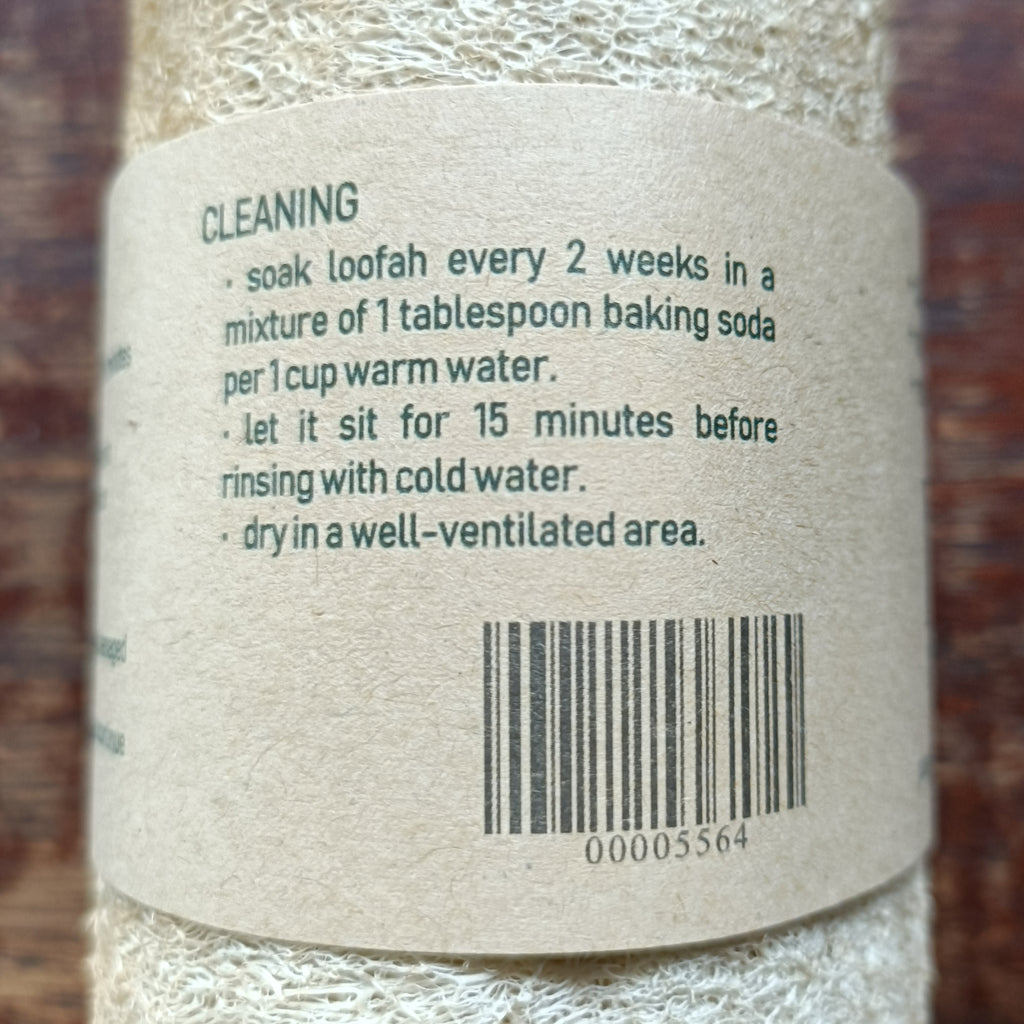 CLEANING
· soak loofah every 2 weeks in a
mixture of 1 tablespoon baking soda
per 1 cup warm water.
· let it sit for 15 minutes before
rinsing with cold water.
· dry in a well-ventilated area.
00005564